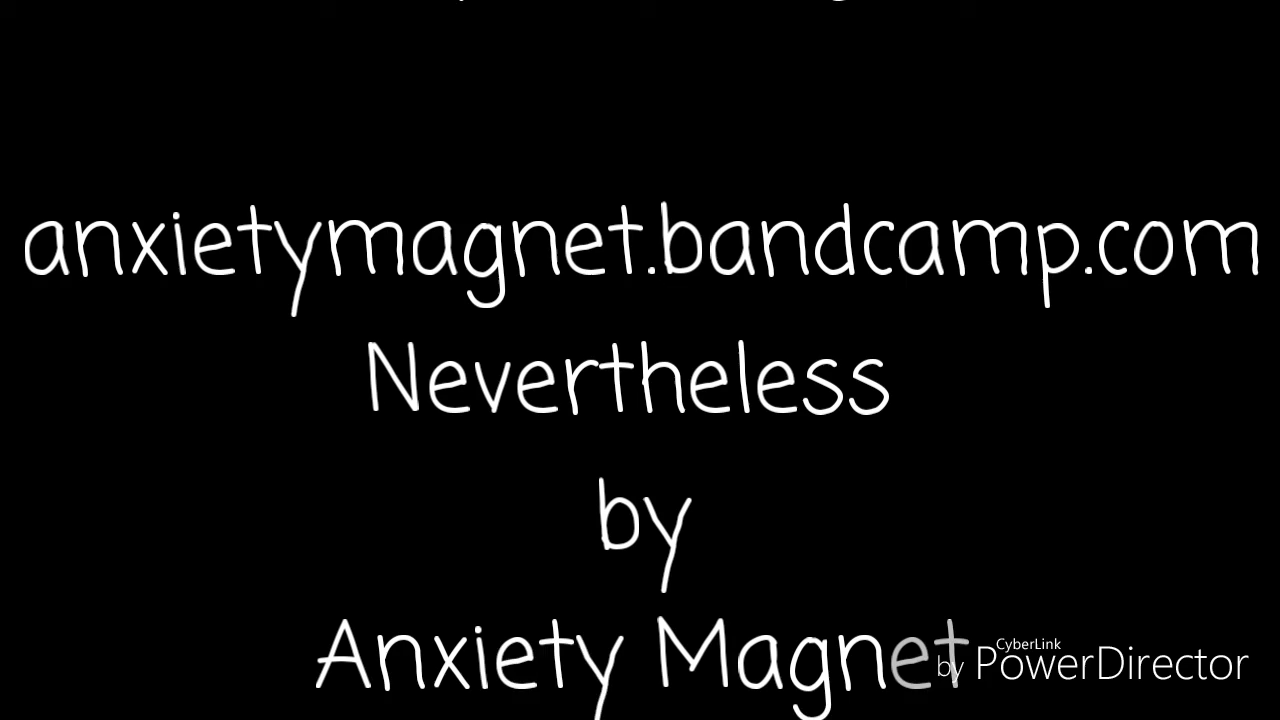 anxietymagnet.bandcamp.com
Nevertheless
by
Anxiety Magnet
CyberLink
by PowerDirector